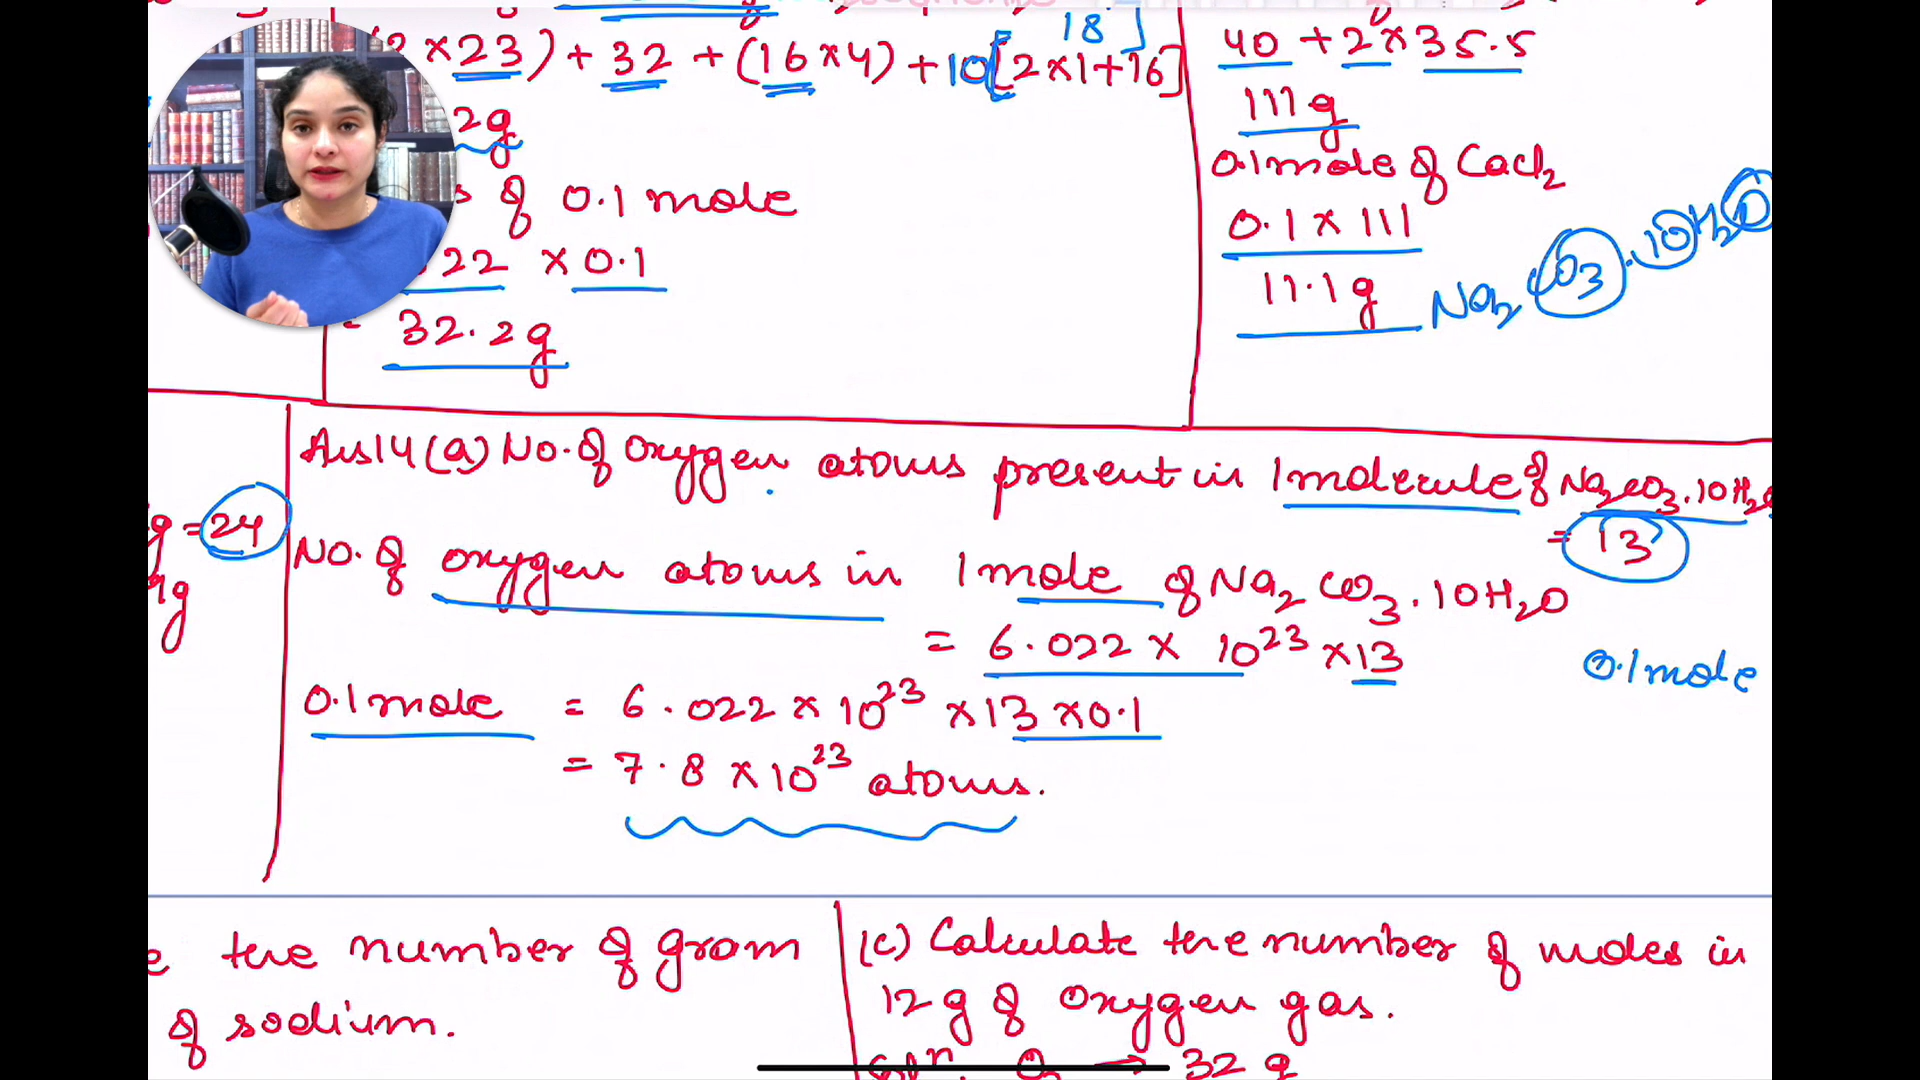 18]
×23) + 32 + (16×4) + 10[2×1+16]
2g
s of 0.1 mole
322 × 0.1
= 32.2g
40 + 2×35.5
111g
0.1mole of CaCl2
0.1 × 111
11.1g
Na2CO3.10H2O
g = 24
Ans14(a) No. of Oxygen atoms present in 1molecule of Na2CO3.10H2O
= 13
No. of oxygen atoms in 1mole of Na2CO3.10H2O
= 6.022 × 10^23 × 13
0.1mole
0.1mole = 6.022 × 10^23 × 13 × 0.1
= 7.8 × 10^23 atoms.
the number of gram
of sodium.
(c) Calculate the number of moles in
12g of Oxygen gas.
Solⁿ. O2 → 32 g